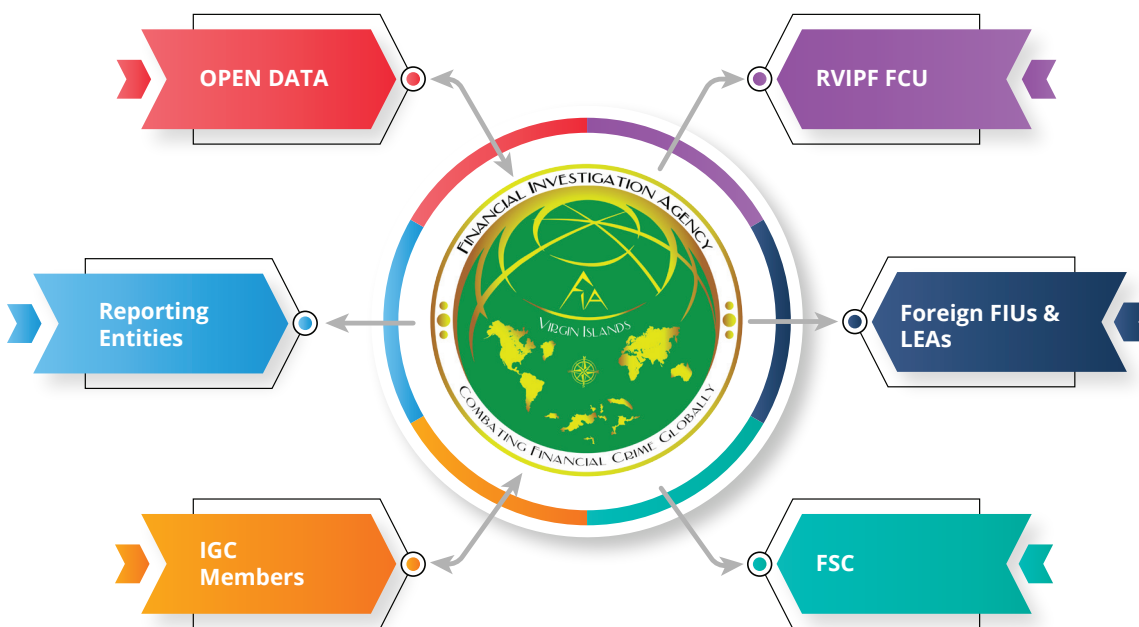 OPEN DATA
RVIPF FCU
FINANCIAL INVESTIGATION AGENCY
FIA
VIRGIN ISLANDS
COMBATING FINANCIAL CRIME GLOBALLY
Reporting
Entities
Foreign FIUs &
LEAs
IGC
Members
FSC